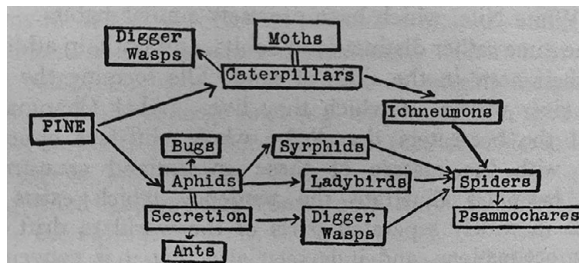 Digger
Wasps
Moths
Caterpillars
Ichneumons
PINE
Bugs
Syrphids
Aphids
Ladybirds
Spiders
Secretion
Digger
Wasps
Psammochares
Ants